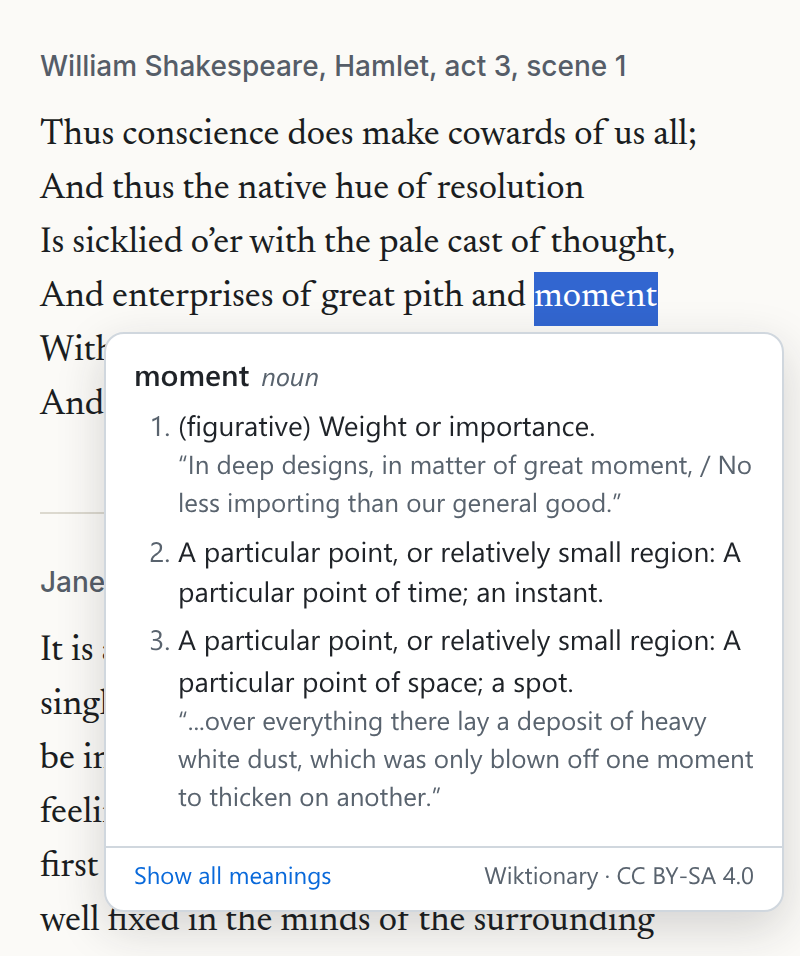 William Shakespeare, Hamlet, act 3, scene 1
Thus conscience does make cowards of us all;
And thus the native hue of resolution
Is sicklied o’er with the pale cast of thought,
And enterprises of great pith and moment
And
moment noun
1. (figurative) Weight or importance.
“In deep designs, in matter of great moment, / No
less importing than our general good.”
2. A particular point, or relatively small region: A
particular point of time; an instant.
3. A particular point, or relatively small region: A
particular point of space; a spot.
“...over everything there lay a deposit of heavy
white dust, which was only blown off one moment
to thicken on another.”
Show all meanings
Wiktionary · CC BY-SA 4.0
Jane
It is
be
first
well fixed in the minds of the surrounding